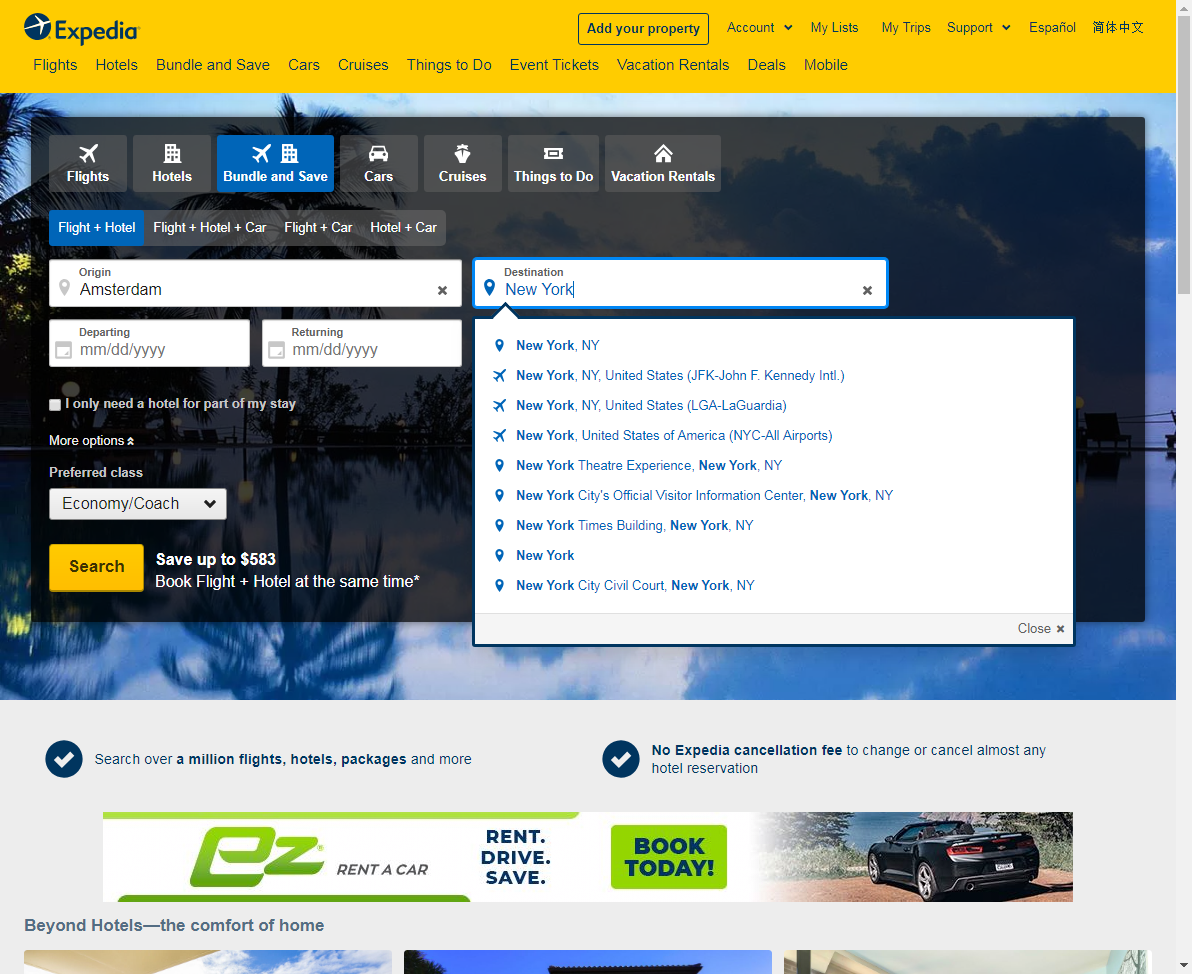 Expedia
Add your property
Account
My Lists
My Trips
Support
Español
简体中文
Flights
Hotels
Bundle and Save
Cars
Cruises
Things to Do
Event Tickets
Vacation Rentals
Deals
Mobile
Flights
Hotels
Bundle and Save
Cars
Cruises
Things to Do
Vacation Rentals
Flight + Hotel
Flight + Hotel + Car
Flight + Car
Hotel + Car
Origin
Amsterdam
Destination
New York
Departing
mm/dd/yyyy
Returning
mm/dd/yyyy
New York, NY
New York, NY, United States (JFK-John F. Kennedy Intl.)
New York, NY, United States (LGA-LaGuardia)
New York, United States of America (NYC-All Airports)
New York Theatre Experience, New York, NY
New York City's Official Visitor Information Center, New York, NY
New York Times Building, New York, NY
New York
New York City Civil Court, New York, NY
Close
I only need a hotel for part of my stay
More options
Preferred class
Economy/Coach
Search
Save up to $583
Book Flight + Hotel at the same time*
Search over a million flights, hotels, packages and more
No Expedia cancellation fee to change or cancel almost any
hotel reservation
ez RENT A CAR
RENT.
DRIVE.
SAVE.
BOOK
TODAY!
Beyond Hotels—the comfort of home